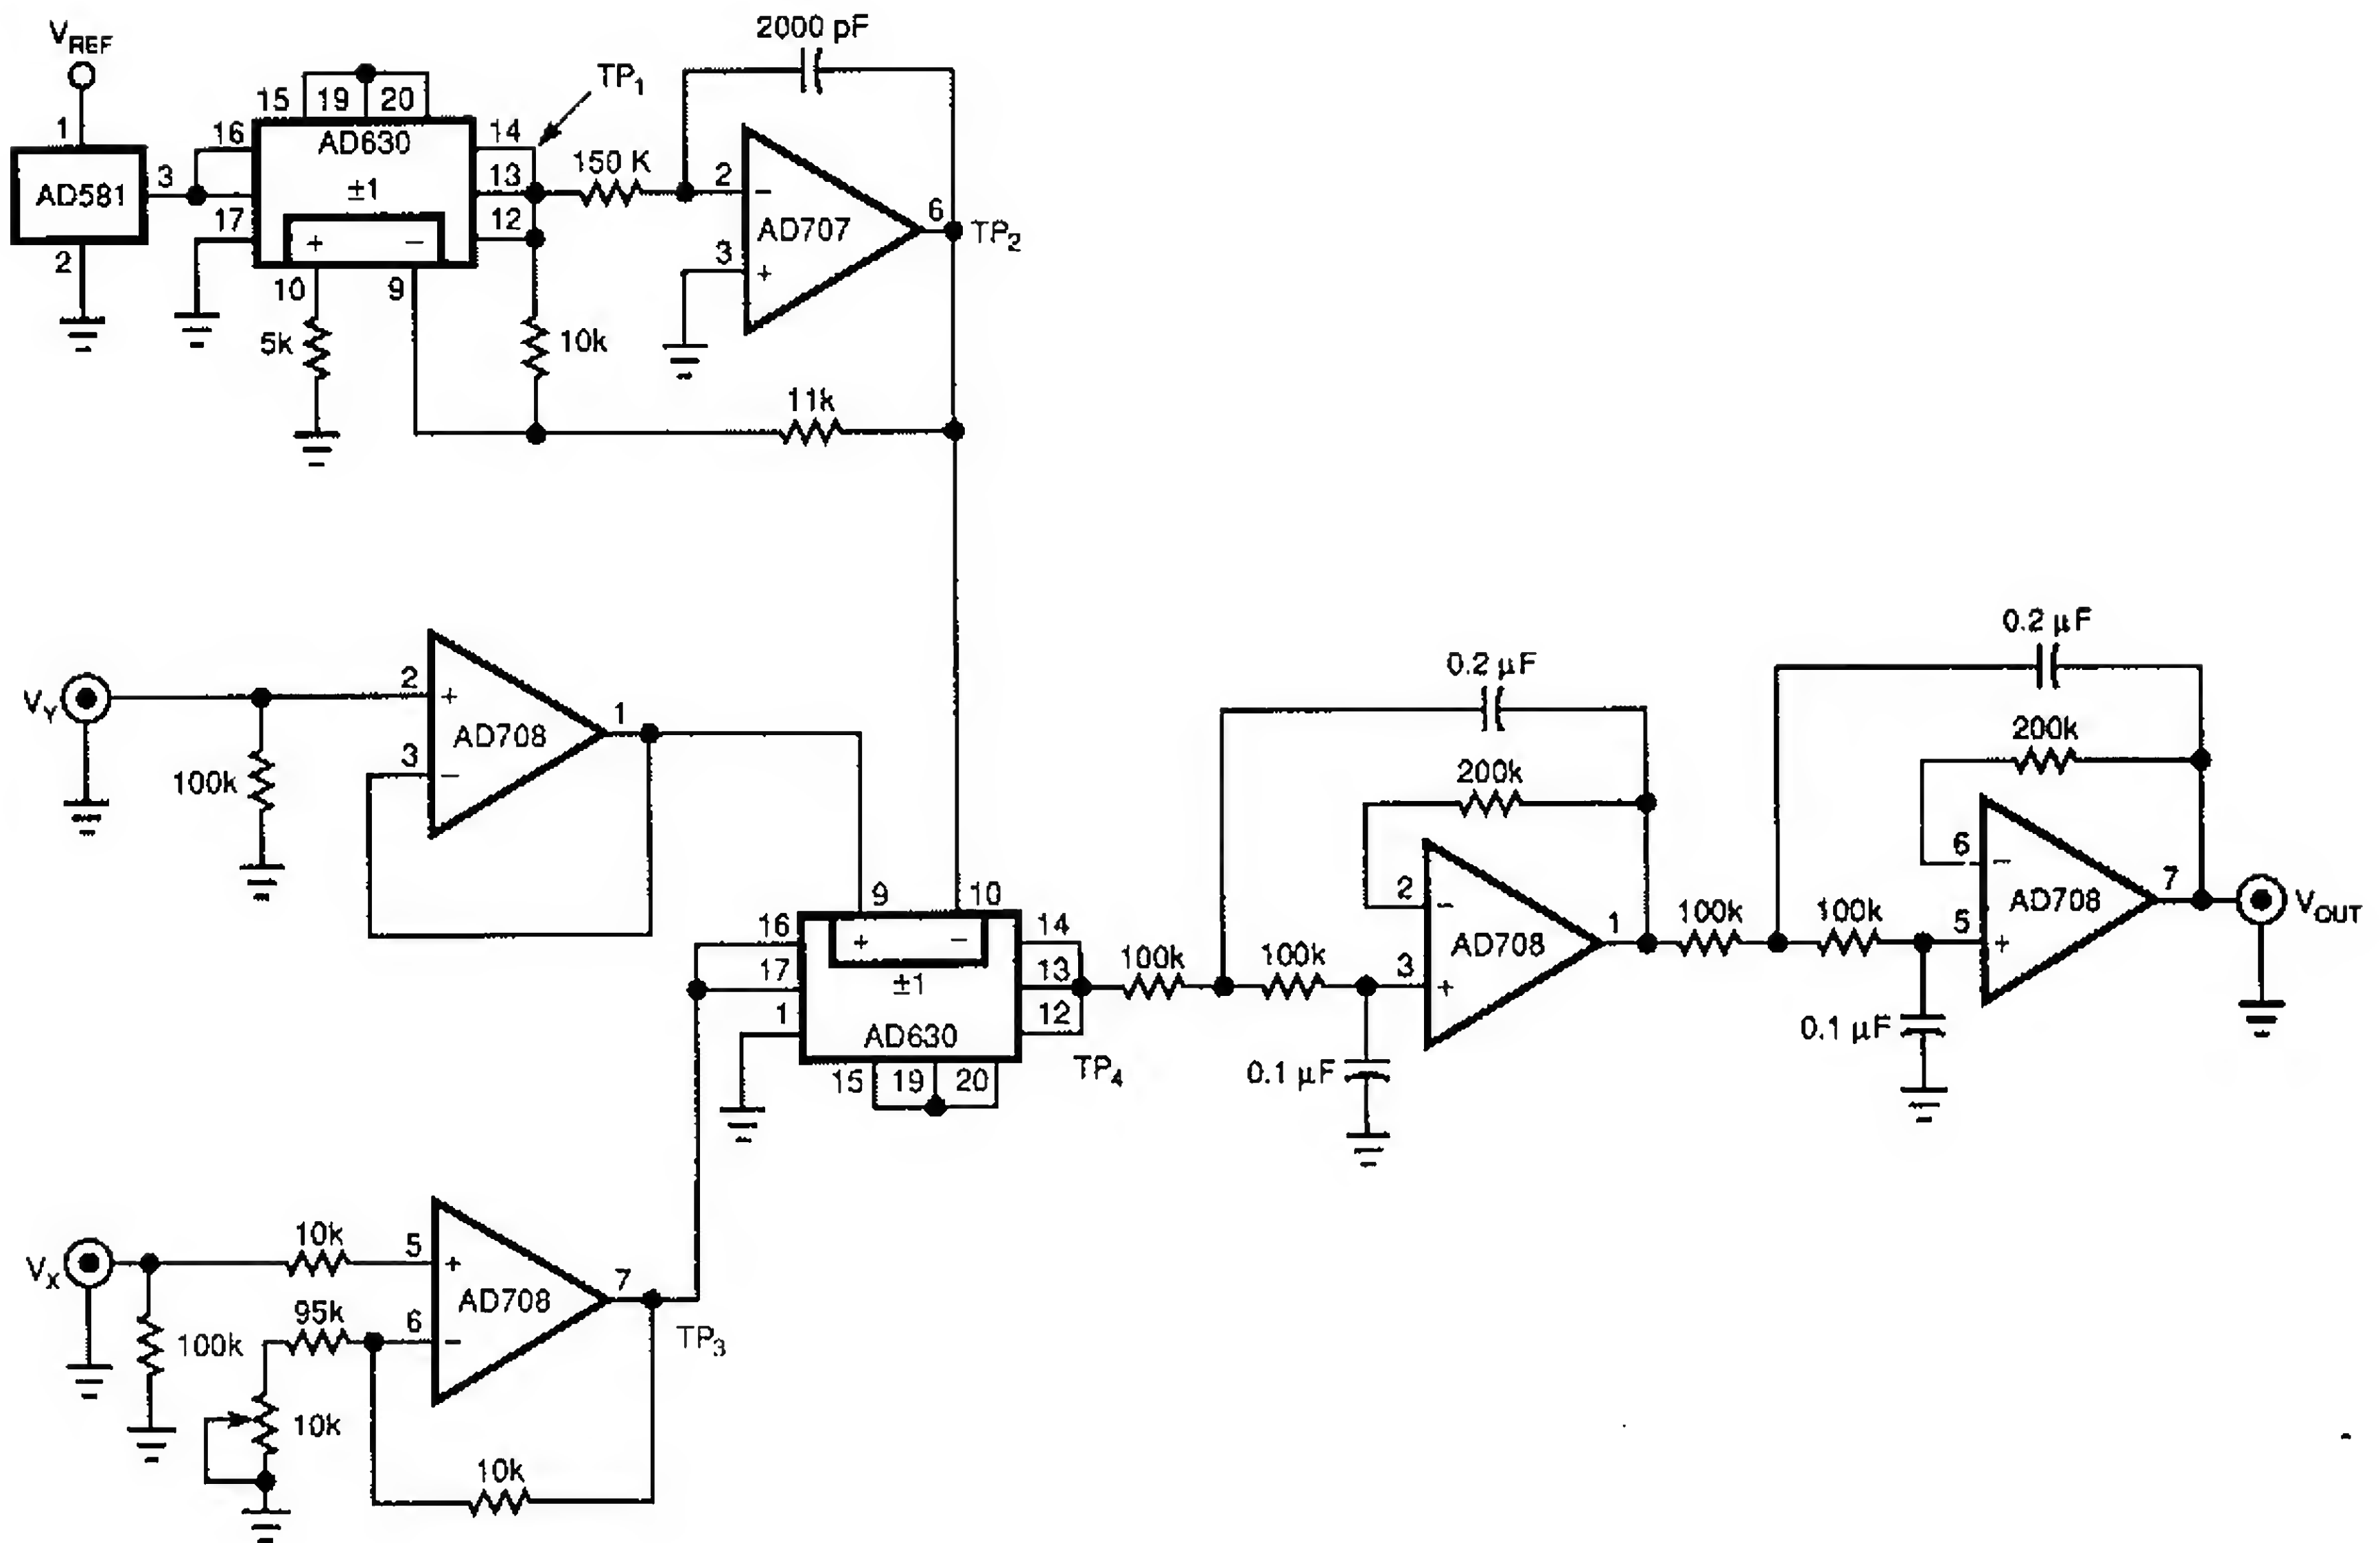 V_REF
1
AD581
3
2
15 19 20
16
17
AD630
±1
+ −
10 9
14
13
12
TP₁
5k
10k
150 K
2000 pF
2 −
3 +
AD707
6
TP₂
11k
V_Y
100k
2 +
3 −
AD708
1
9 10
16
17
1
+ −
±1
AD630
14
13
12
15 19 20
TP₄
V_X
100k
10k
95k
10k
5 +
6 −
AD708
7
TP₃
10k
100k
100k
0.2 µF
200k
2 −
3 +
AD708
1
0.1 µF
100k
100k
0.2 µF
200k
6 −
5 +
AD708
7
0.1 µF
V_OUT